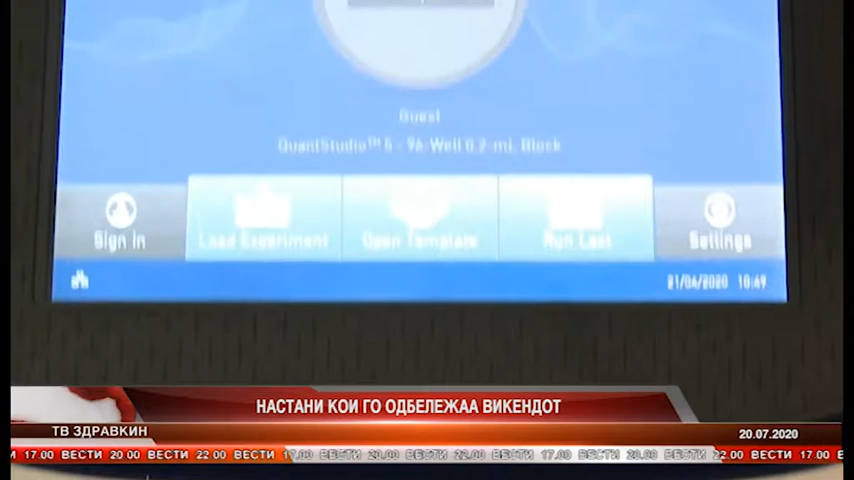 Guest
QuantStudio™ 5 - 96-Well 0.2-mL Block
Sign In
Load Experiment
Open Template
Run Last
Settings
21/04/2020 10:49
НАСТАНИ КОИ ГО ОДБЕЛЕЖАА ВИКЕНДОТ
ТВ ЗДРАВКИН
20.07.2020
17.00 ВЕСТИ 20 00 ВЕСТИ 22 00 ВЕСТИ 17.00 ВЕСТИ 20.00 ВЕСТИ 22.00 ВЕСТИ 17.00 ВЕСТИ 20.00 ВЕСТИ 22.00 ВЕСТИ 17.00